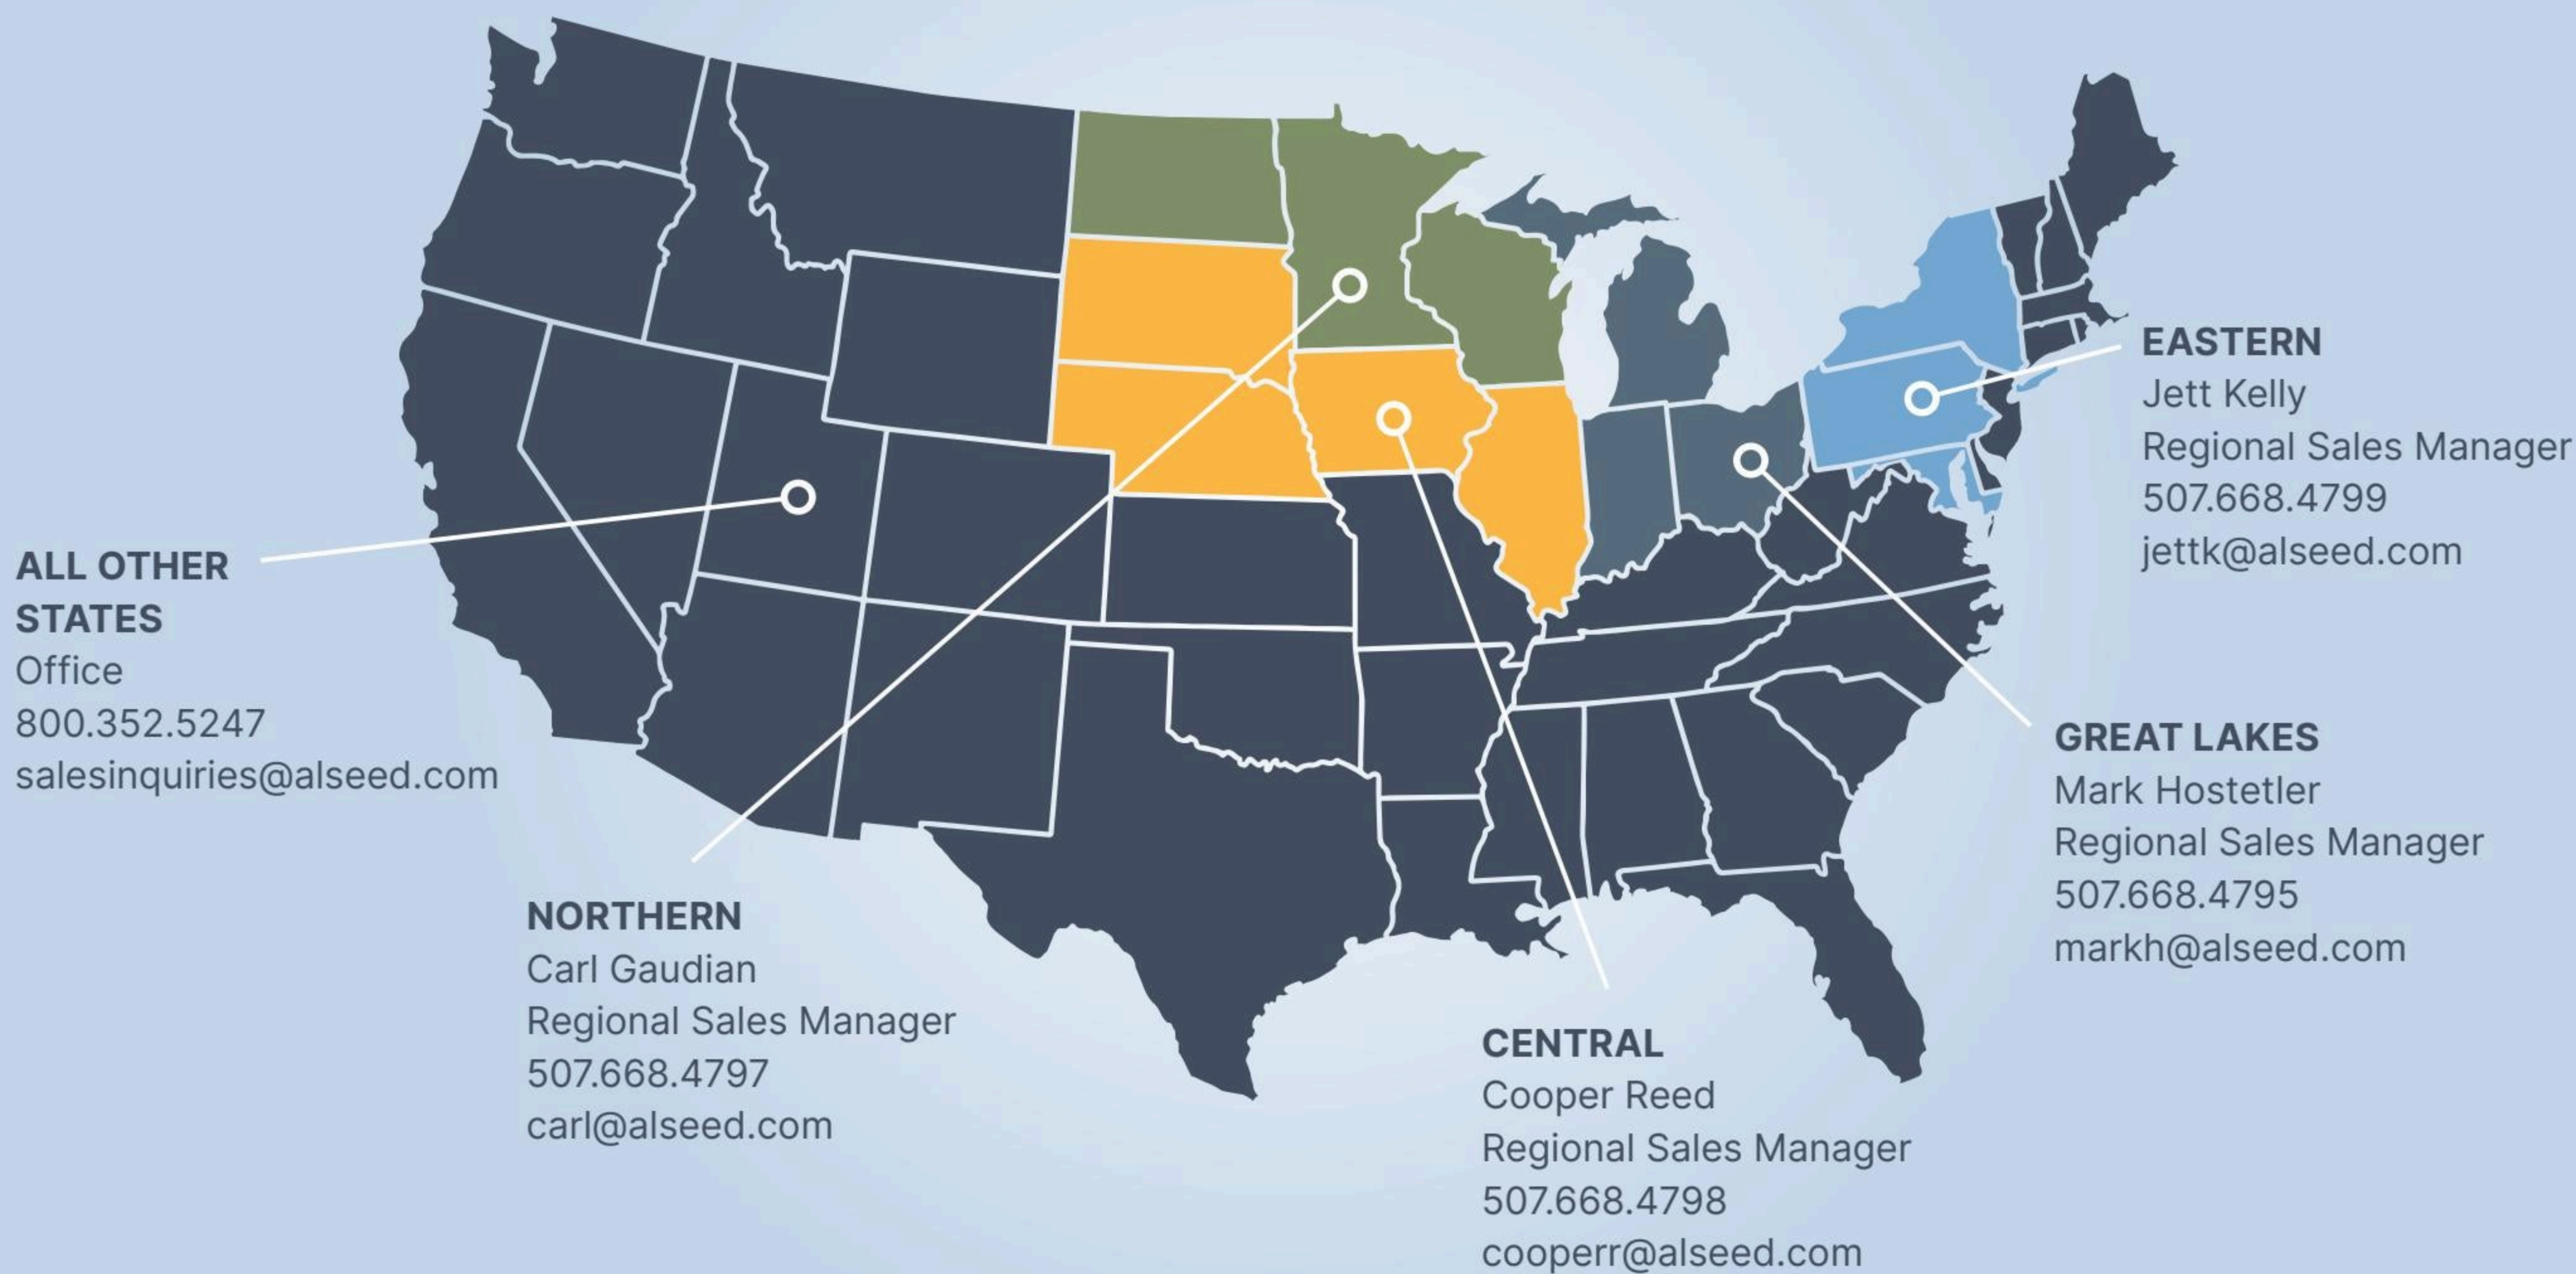 ALL OTHER
STATES
Office
800.352.5247
salesinquiries@alseed.com
NORTHERN
Carl Gaudian
Regional Sales Manager
507.668.4797
carl@alseed.com
CENTRAL
Cooper Reed
Regional Sales Manager
507.668.4798
cooperr@alseed.com
GREAT LAKES
Mark Hostetler
Regional Sales Manager
507.668.4795
markh@alseed.com
EASTERN
Jett Kelly
Regional Sales Manager
507.668.4799
jettk@alseed.com